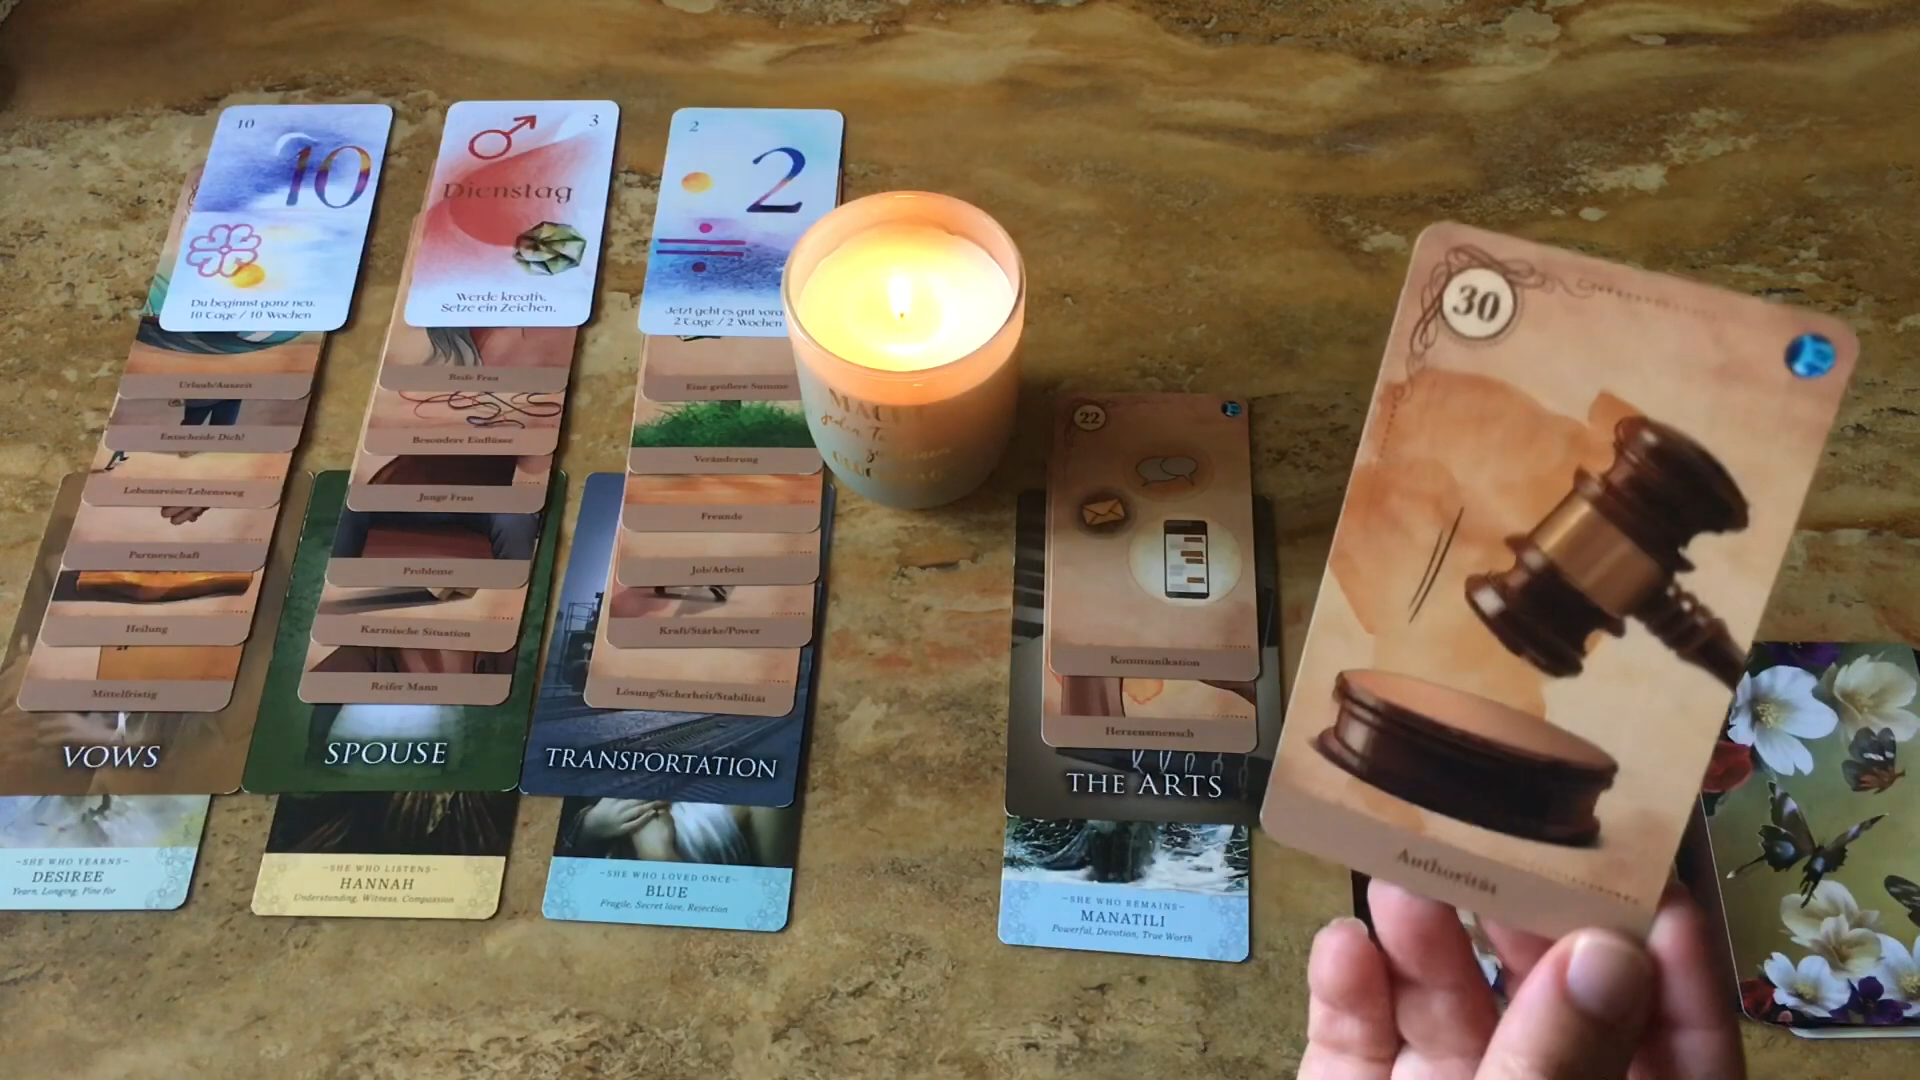 10
10
Du beginnst ganz neu.
10 Tage / 10 Wochen
Urlaub/Auszeit
Entscheide Dich!
Lebensreise/Lebensweg
Partnerschaft
Heilung
Mittelfristig
VOWS
~SHE WHO YEARNS~
DESIREE
Yearn, Longing, Pine for
3
Dienstag
Werde kreativ.
Setze ein Zeichen.
Reife Frau
Besondere Einflüsse
Junge Frau
Probleme
Karmische Situation
Reifer Mann
SPOUSE
~SHE WHO LISTENS~
HANNAH
Understanding, Witness, Compassion
2
2
Jetzt geht es gut
2 Tage / 2 Wochen
Eine größere Summe
Veränderung
Freunde
Job/Arbeit
Kraft/Stärke/Power
Lösung/Sicherheit/Stabilität
TRANSPORTATION
~SHE WHO LOVED ONCE~
BLUE
Fragile, Secret love, Rejection
22
Kommunikation
Herzensmensch
THE ARTS
~SHE WHO REMAINS~
MANATILI
Powerful, Devotion, True Worth
30
Authorität